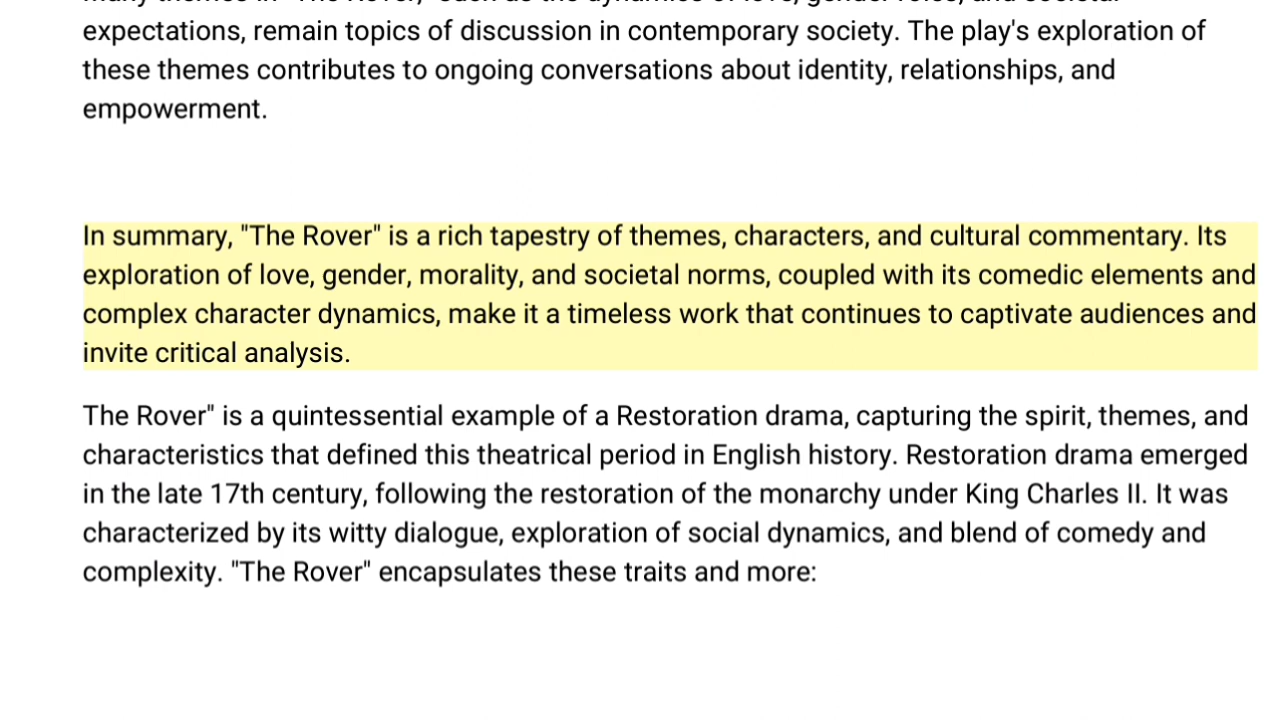 expectations, remain topics of discussion in contemporary society. The play's exploration of
these themes contributes to ongoing conversations about identity, relationships, and
empowerment.
In summary, "The Rover" is a rich tapestry of themes, characters, and cultural commentary. Its
exploration of love, gender, morality, and societal norms, coupled with its comedic elements and
complex character dynamics, make it a timeless work that continues to captivate audiences and
invite critical analysis.
The Rover" is a quintessential example of a Restoration drama, capturing the spirit, themes, and
characteristics that defined this theatrical period in English history. Restoration drama emerged
in the late 17th century, following the restoration of the monarchy under King Charles II. It was
characterized by its witty dialogue, exploration of social dynamics, and blend of comedy and
complexity. "The Rover" encapsulates these traits and more: